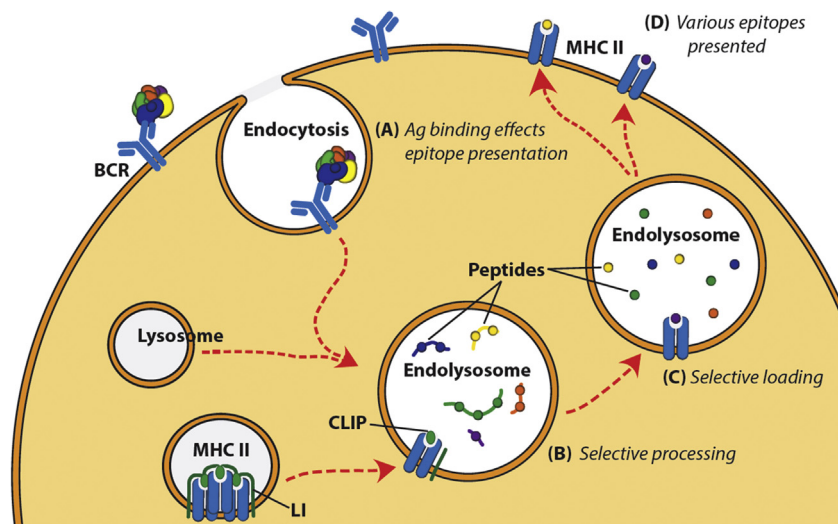 (D) Various epitopes
presented
MHC II
Endocytosis
(A) Ag binding effects
epitope presentation
BCR
Endolysosome
Peptides
Lysosome
Endolysosome
(C) Selective loading
CLIP
MHC II
(B) Selective processing
LI